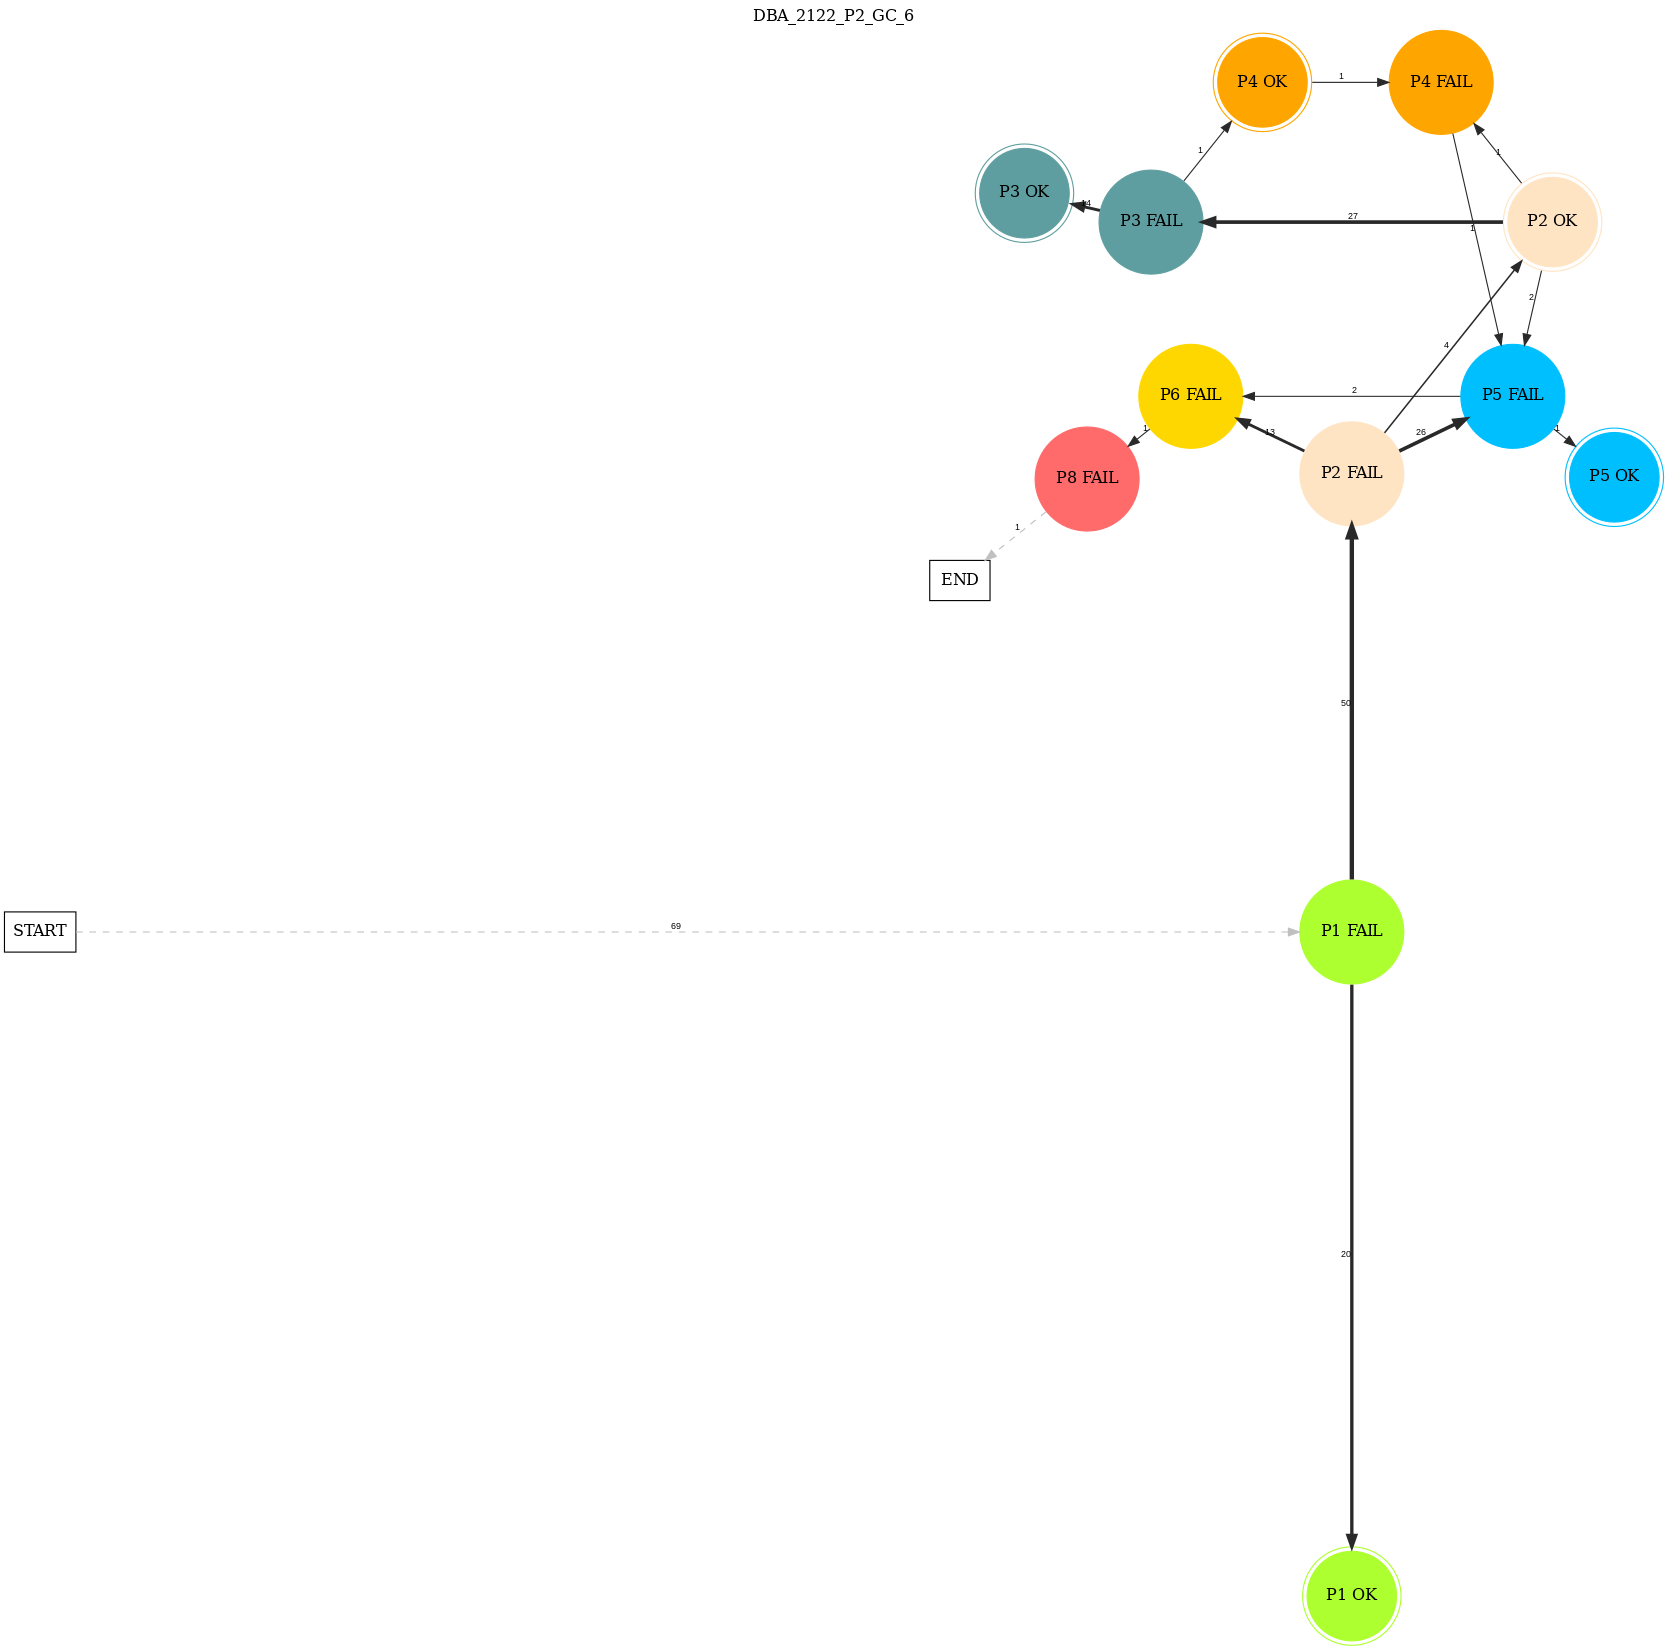 DBA_2122_P2_GC_6
P4 OK
1
P4 FAIL
1
1
P3 OK
14
P3 FAIL
27
P2 OK
1
2
4
P6 FAIL
2
P5 FAIL
1
13
26
1
P8 FAIL
P2 FAIL
P5 OK
1
END
50
START
69
P1 FAIL
20
P1 OK